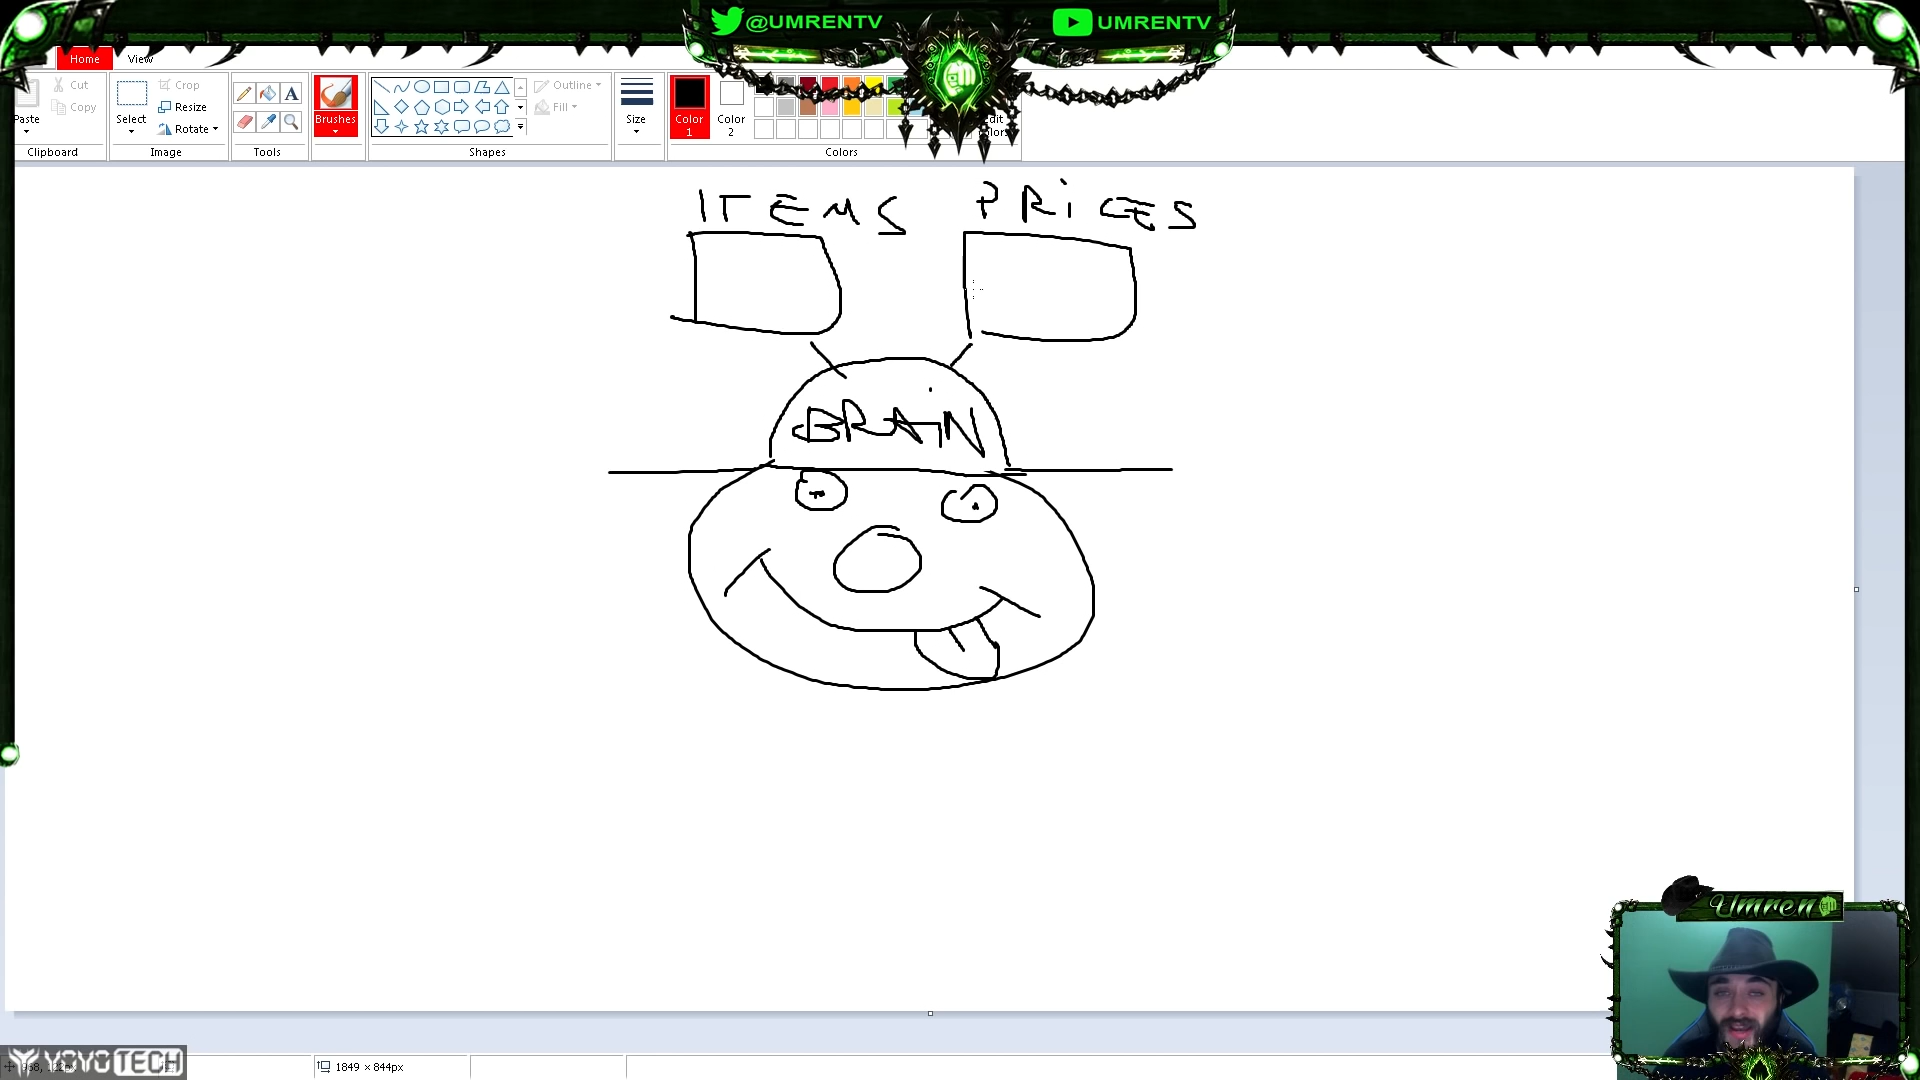 @UMRENTV UMRENTV
Home View
Paste Cut Copy
Clipboard
Select Crop Resize Rotate
Image
Tools
Brushes
Shapes
Outline
Fill
Size
Color 1
Color 2
Colors
ITEMS PRiCES
BRAiN
Umren
YOYOTECH
1849 × 844px